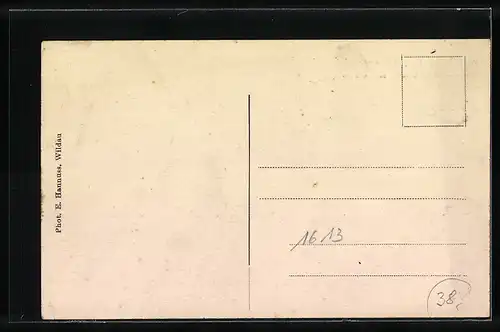 Phot. E. Hannuss, Wildau
1613
38